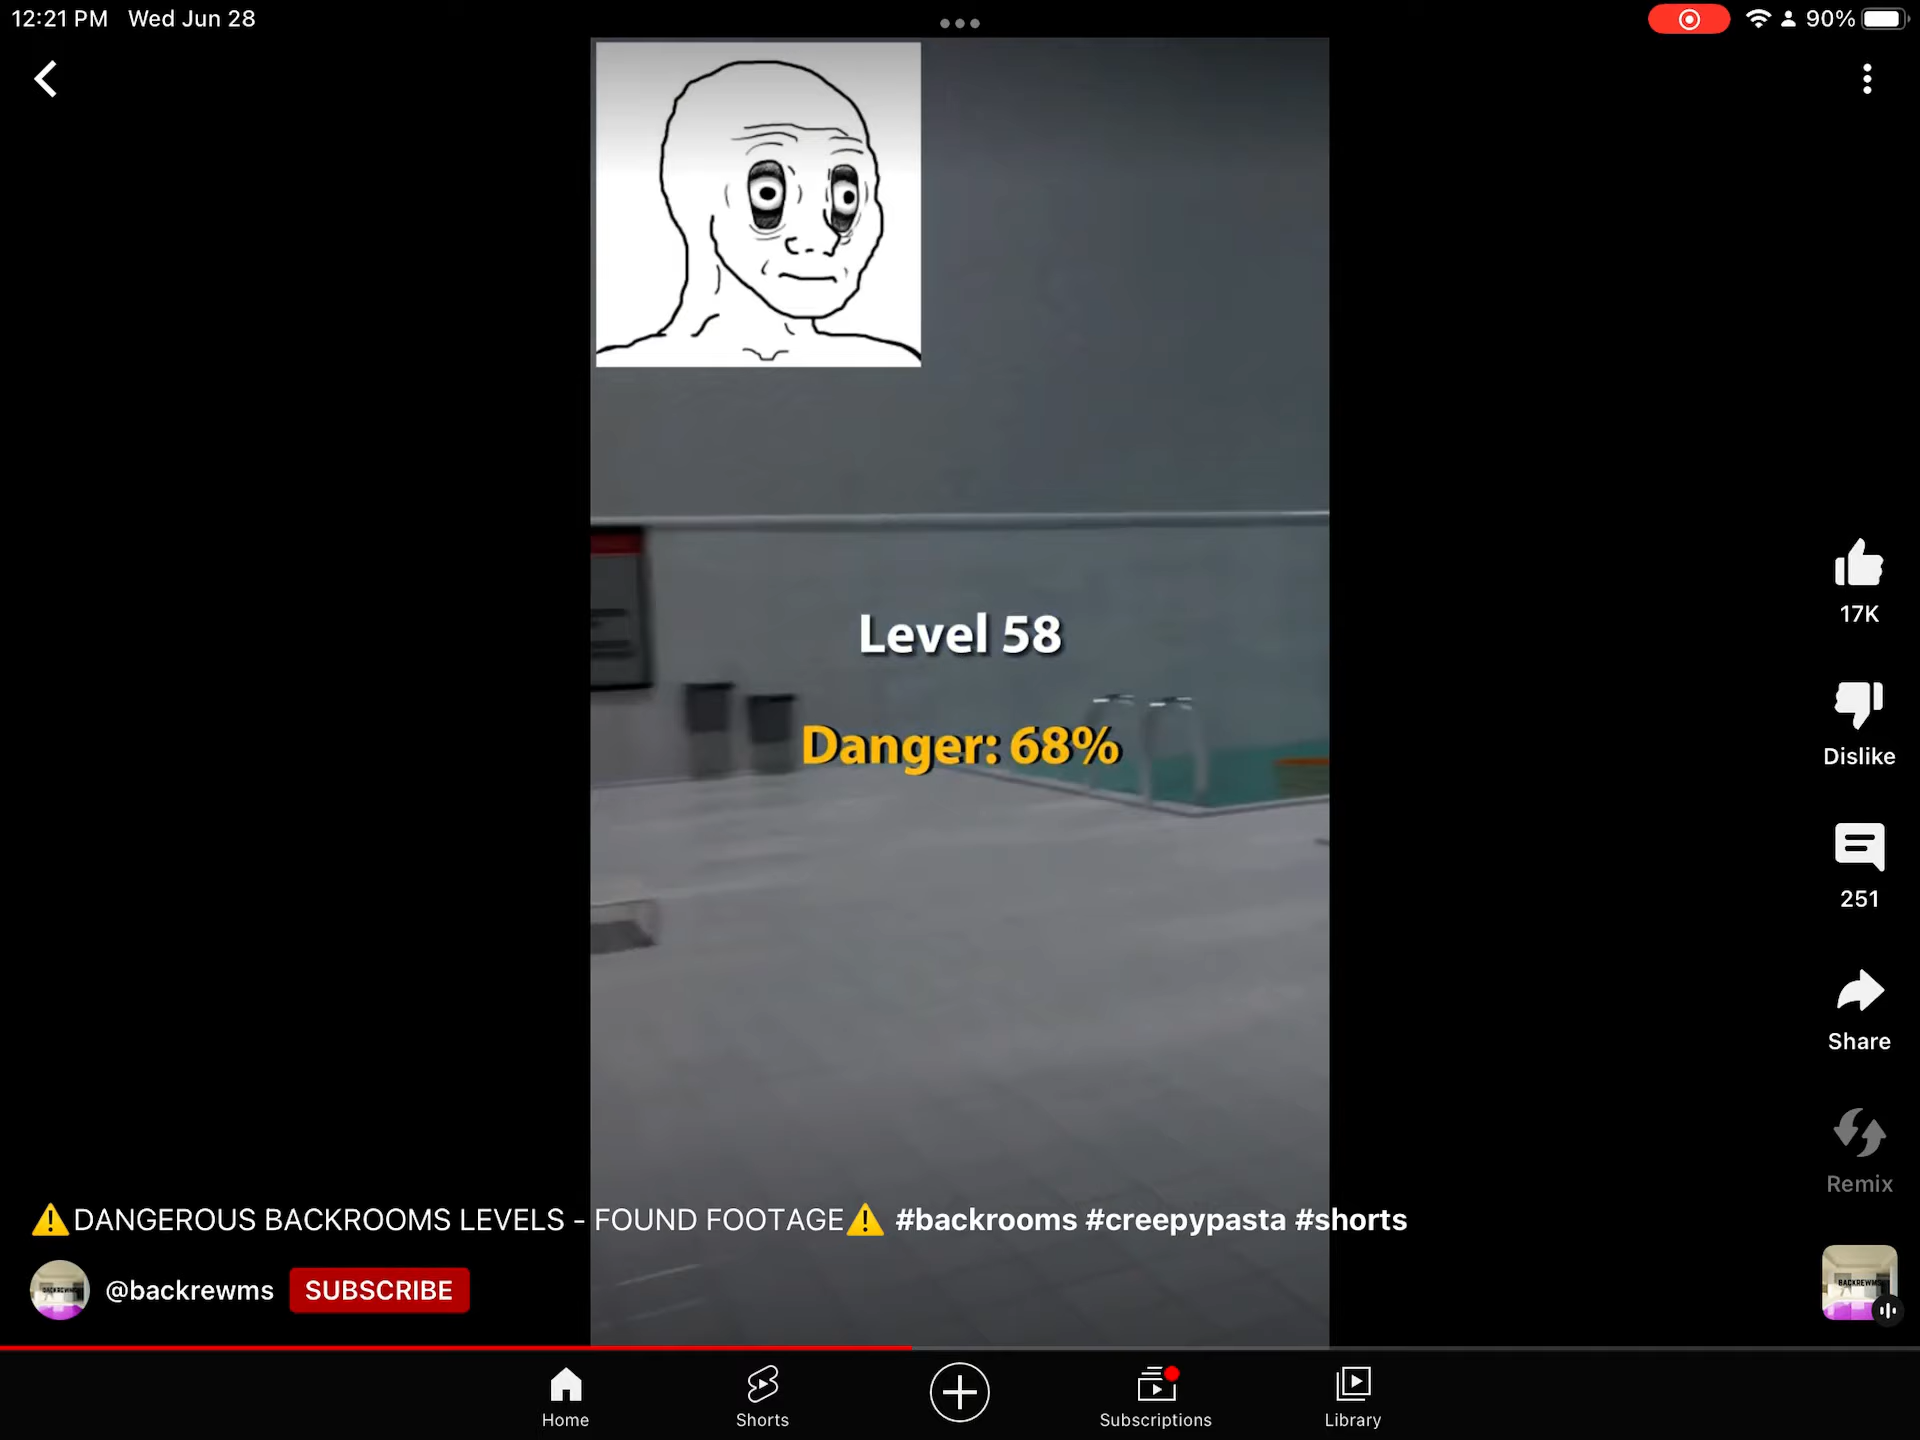 12:21 PM Wed Jun 28
90%
Level 58
Danger: 68%
17K
Dislike
251
Share
Remix
⚠️DANGEROUS BACKROOMS LEVELS - FOUND FOOTAGE⚠️ #backrooms #creepypasta #shorts
@backrewms SUBSCRIBE
BACKREWMS
Home Shorts Subscriptions Library